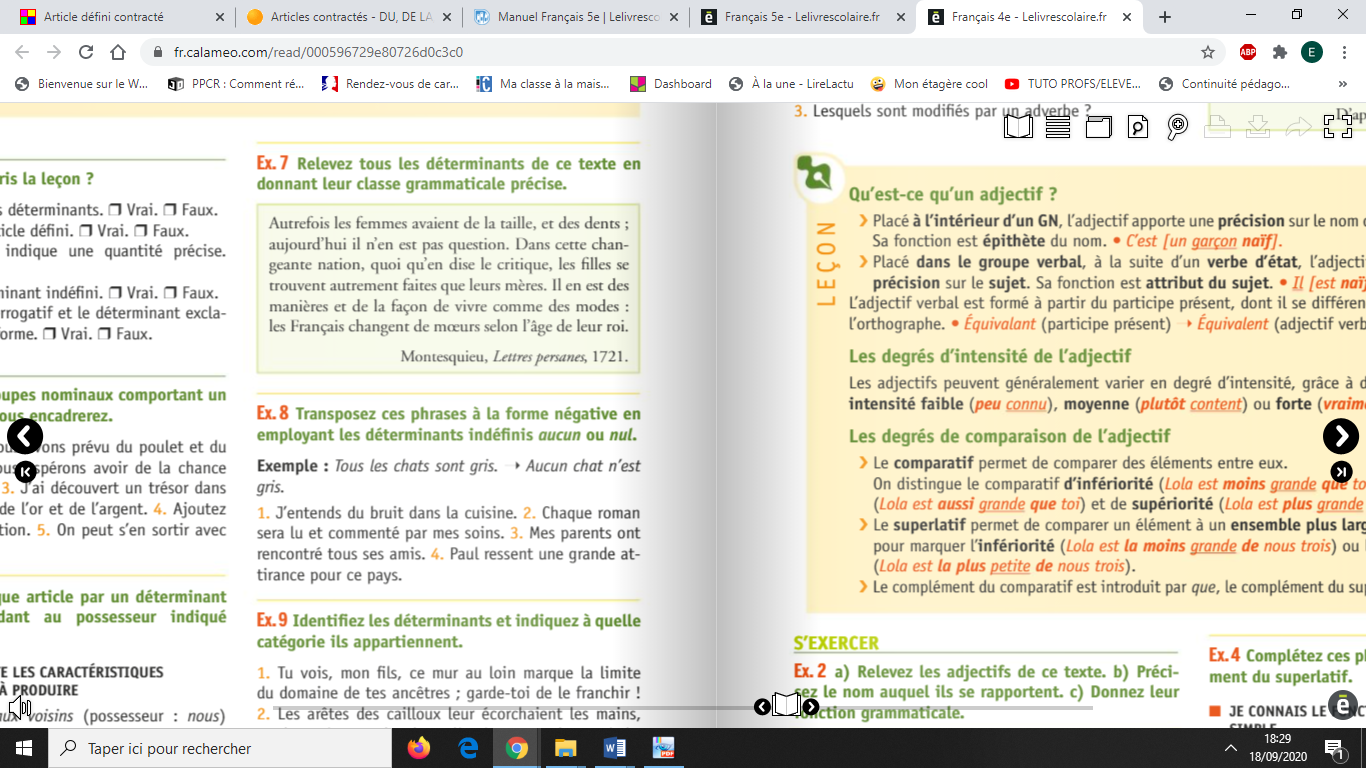 Article défini contracté
Articles contractés - DU, DE LA
Manuel Français 5e | Lelivresco
Français 5e - Lelivrescolaire.fr
Français 4e - Lelivrescolaire.fr
fr.calameo.com/read/000596729e80726d0c3c0
ABP
E
Bienvenue sur le W...
PPCR : Comment ré...
Rendez-vous de car...
Ma classe à la mais...
Dashboard
À la une - LireLactu
Mon étagère cool
TUTO PROFS/ELEVE...
Continuité pédago...
ris la leçon ?
s déterminants. ❒ Vrai. ❒ Faux.
ticle défini. ❒ Vrai. ❒ Faux.
indique une quantité précise.
minant indéfini. ❒ Vrai. ❒ Faux.
rrogatif et le déterminant excla-
forme. ❒ Vrai. ❒ Faux.
oupes nominaux comportant un
ous encadrerez.
vons prévu du poulet et du
spérons avoir de la chance
3. J'ai découvert un trésor dans
de l'or et de l'argent. 4. Ajoutez
tion. 5. On peut s'en sortir avec
que article par un déterminant
dant au possesseur indiqué
TE LES CARACTÉRISTIQUES
À PRODUIRE
aux voisins (possesseur : nous)
Ex. 7 Relevez tous les déterminants de ce texte en
donnant leur classe grammaticale précise.
Autrefois les femmes avaient de la taille, et des dents ;
aujourd'hui il n'en est pas question. Dans cette chan-
geante nation, quoi qu'en dise le critique, les filles se
trouvent autrement faites que leurs mères. Il en est des
manières et de la façon de vivre comme des modes :
les Français changent de mœurs selon l'âge de leur roi.
Montesquieu, Lettres persanes, 1721.
Ex. 8 Transposez ces phrases à la forme négative en
employant les déterminants indéfinis aucun ou nul.
Exemple : Tous les chats sont gris. → Aucun chat n'est
gris.
1. J'entends du bruit dans la cuisine. 2. Chaque roman
sera lu et commenté par mes soins. 3. Mes parents ont
rencontré tous ses amis. 4. Paul ressent une grande at-
tirance pour ce pays.
Ex. 9 Identifiez les déterminants et indiquez à quelle
catégorie ils appartiennent.
1. Tu vois, mon fils, ce mur au loin marque la limite
du domaine de tes ancêtres ; garde-toi de le franchir !
2. Les arêtes des cailloux leur écorchaient les mains,
3. Lesquels sont modifiés par un adverbe ?
D'ap
LEÇON
Qu'est-ce qu'un adjectif ?
Placé à l'intérieur d'un GN, l'adjectif apporte une précision sur le nom
Sa fonction est épithète du nom. • C'est [un garçon naïf].
Placé dans le groupe verbal, à la suite d'un verbe d'état, l'adjecti
précision sur le sujet. Sa fonction est attribut du sujet. • Il [est naï
L'adjectif verbal est formé à partir du participe présent, dont il se différen
l'orthographe. • Équivalant (participe présent) → Équivalent (adjectif verb
Les degrés d'intensité de l'adjectif
Les adjectifs peuvent généralement varier en degré d'intensité, grâce à d
intensité faible (peu connu), moyenne (plutôt content) ou forte (vraime
Les degrés de comparaison de l'adjectif
Le comparatif permet de comparer des éléments entre eux.
On distingue le comparatif d'infériorité (Lola est moins grande que to
(Lola est aussi grande que toi) et de supériorité (Lola est plus grande
Le superlatif permet de comparer un élément à un ensemble plus larg
pour marquer l'infériorité (Lola est la moins grande de nous trois) ou l
(Lola est la plus petite de nous trois).
Le complément du comparatif est introduit par que, le complément du sup
S'EXERCER
Ex. 2 a) Relevez les adjectifs de ce texte. b) Préci-
sez le nom auquel ils se rapportent. c) Donnez leur
fonction grammaticale.
Ex. 4 Complétez ces p
ment du superlatif.
JE CONNAIS LE FONCT
SIMPLE
Taper ici pour rechercher
18:29
18/09/2020
1